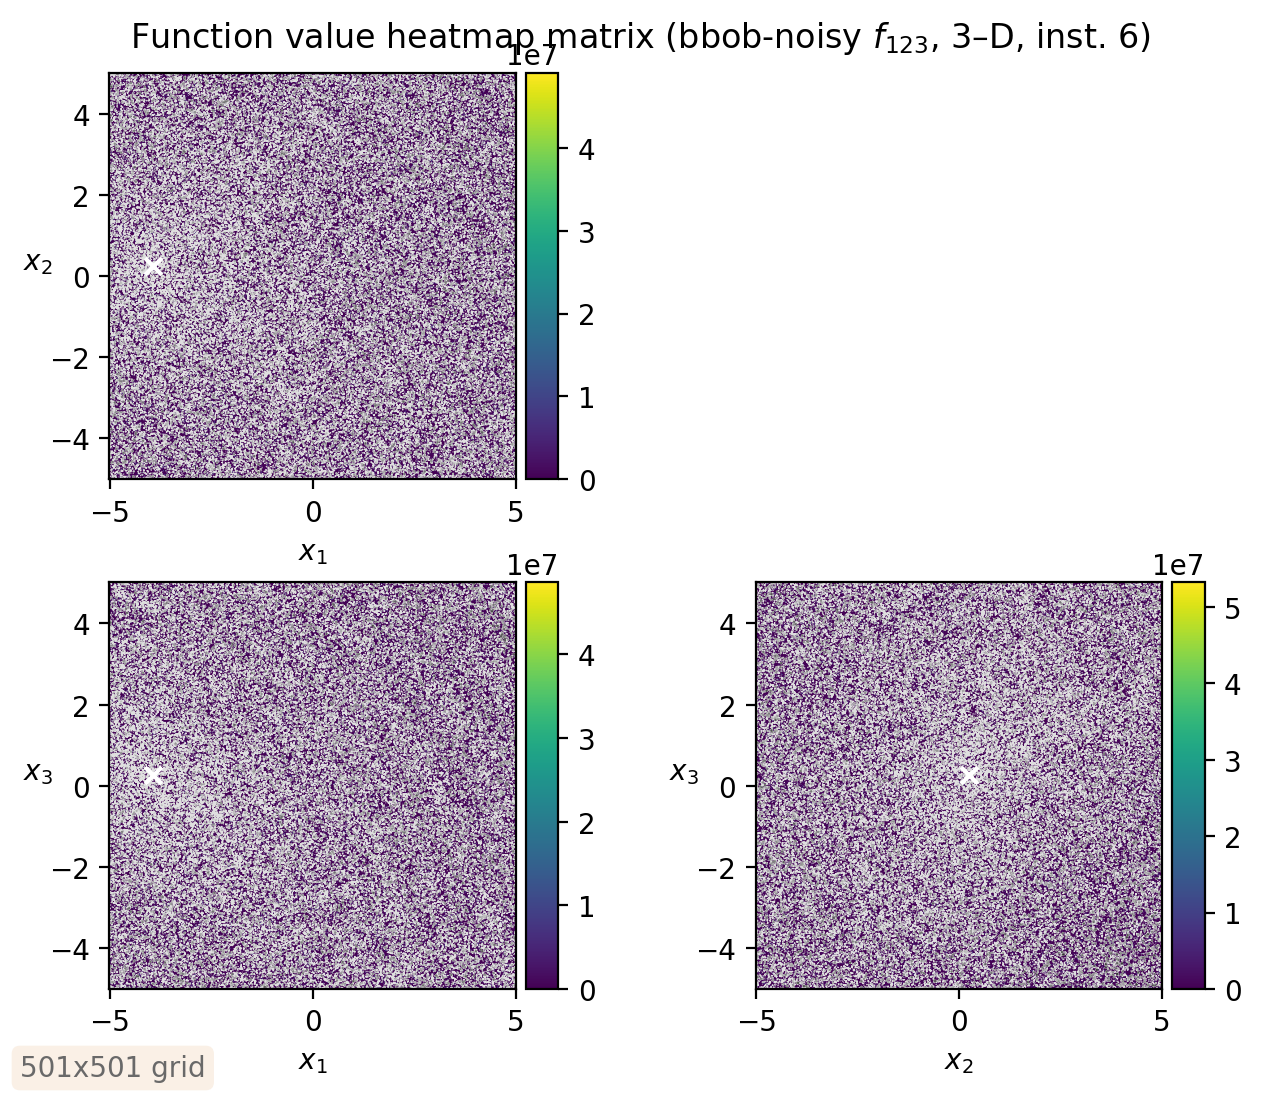 Function value heatmap matrix (bbob-noisy f₁₂₃, 3–D, inst. 6)
1e7
4
2
0
−2
−4
x₂
4
3
2
1
0
−5 0 5
x₁
1e7
4
2
0
−2
−4
x₃
4
3
2
1
0
−5 0 5
x₁
1e7
4
2
0
−2
−4
x₃
5
4
3
2
1
0
−5 0 5
x₂
501x501 grid